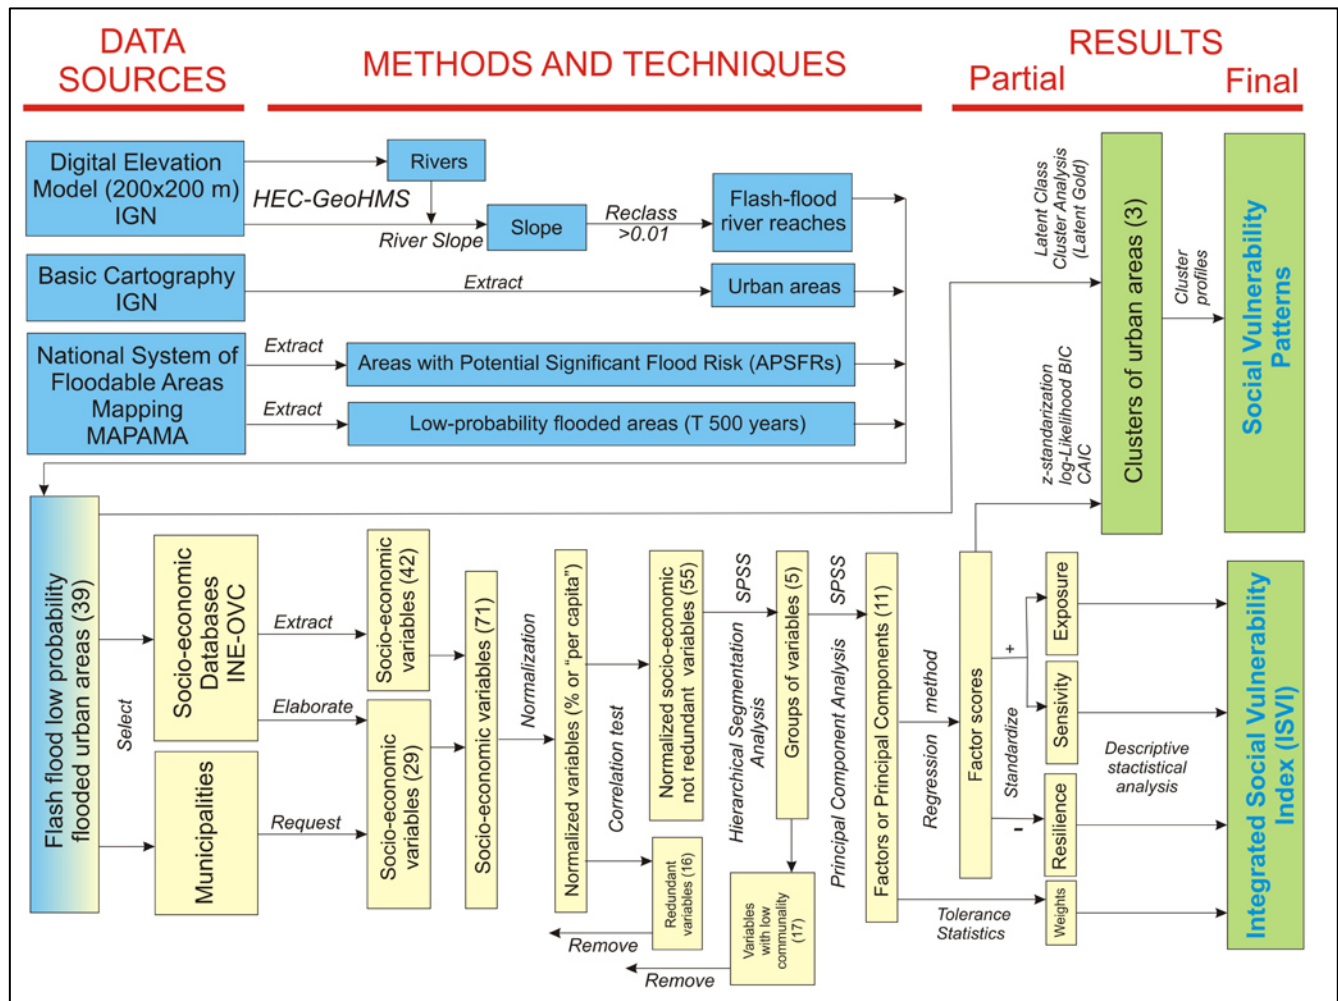 DATA
SOURCES
METHODS AND TECHNIQUES
RESULTS
Partial
Final
Digital Elevation
Model (200x200 m)
IGN
Rivers
HEC-GeoHMS
River Slope
Slope
Reclass
>0.01
Flash-flood
river reaches
Basic Cartography
IGN
Extract
Urban areas
National System of
Floodable Areas
Mapping
MAPAMA
Extract
Areas with Potential Significant Flood Risk (APSFRs)
Extract
Low-probability flooded areas (T 500 years)
Latent Class
Cluster Analysis
(Latent Gold)
z-standarization
log-Likelihood BIC
CAIC
Clusters of urban areas (3)
Cluster
profiles
Social Vulnerability
Patterns
Flash flood low probability
flooded urban areas (39)
Select
Socio-economic
Databases
INE-OVC
Municipalities
Extract
Elaborate
Request
Socio-economic
variables (42)
Socio-economic
variables (29)
Socio-economic variables (71)
Normalization
Normalized variables (% or “per capita”)
Correlation test
Normalized socio-economic
not redundant variables (55)
Redundant
variables (16)
Remove
SPSS
Hierarchical Segmentation
Analysis
Groups of variables (5)
Variables
with low
communality
(17)
Remove
SPSS
Principal Component Analysis
Factors or Principal Components (11)
Regression method
Tolerance
Statistics
Factor scores
Standardize
+
-
Exposure
Sensivity
Resilience
Weights
Descriptive
stactistical
analysis
Integrated Social Vulnerability
Index (ISVI)